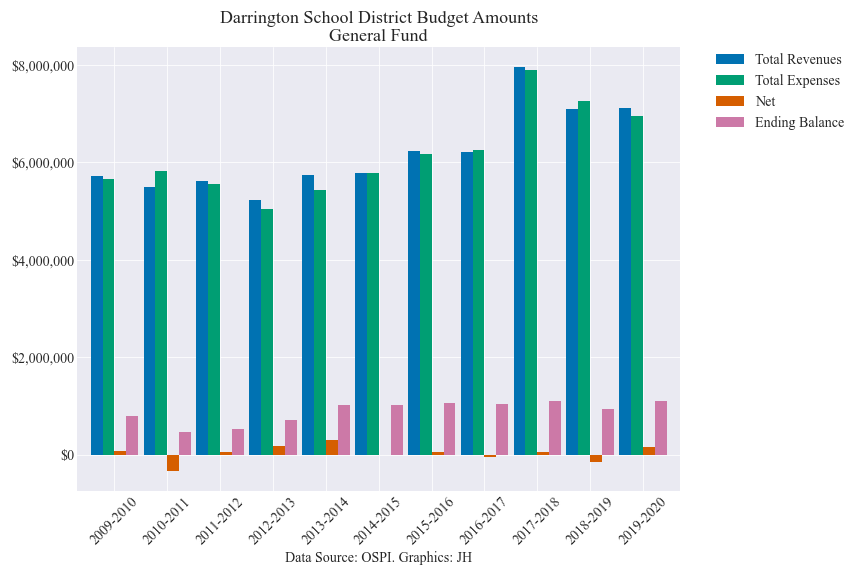 Darrington School District Budget Amounts
General Fund
Total Revenues
Total Expenses
Net
Ending Balance
$8,000,000
$6,000,000
$4,000,000
$2,000,000
$0
2009-2010
2010-2011
2011-2012
2012-2013
2013-2014
2014-2015
2015-2016
2016-2017
2017-2018
2018-2019
2019-2020
Data Source: OSPI. Graphics: JH